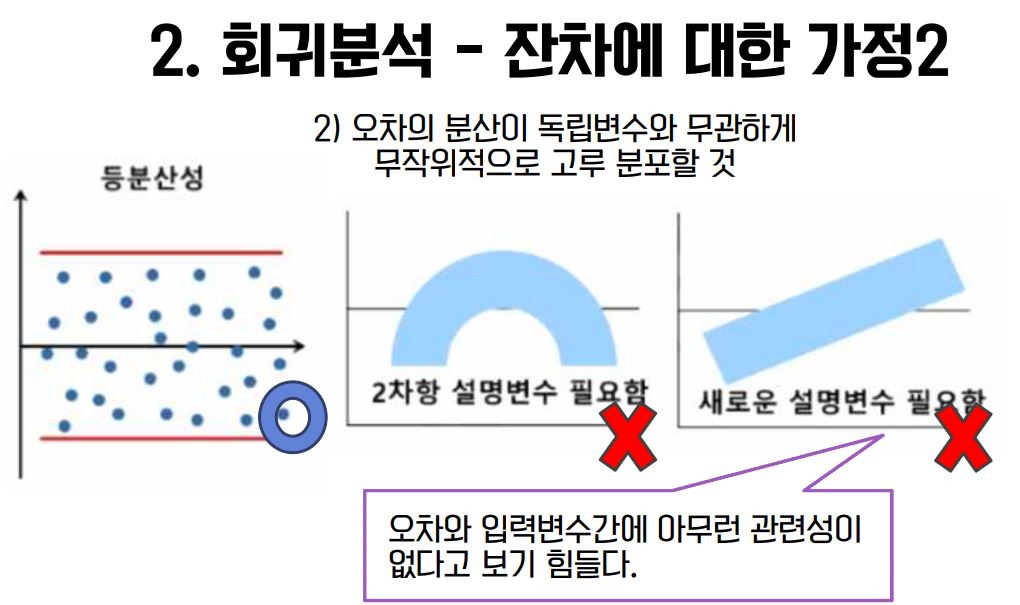 2. 회귀분석 - 잔차에 대한 가정2
2) 오차의 분산이 독립변수와 무관하게
무작위적으로 고루 분포할 것
등분산성
2차항 설명변수 필요함
새로운 설명변수 필요함
오차와 입력변수간에 아무런 관련성이
없다고 보기 힘들다.